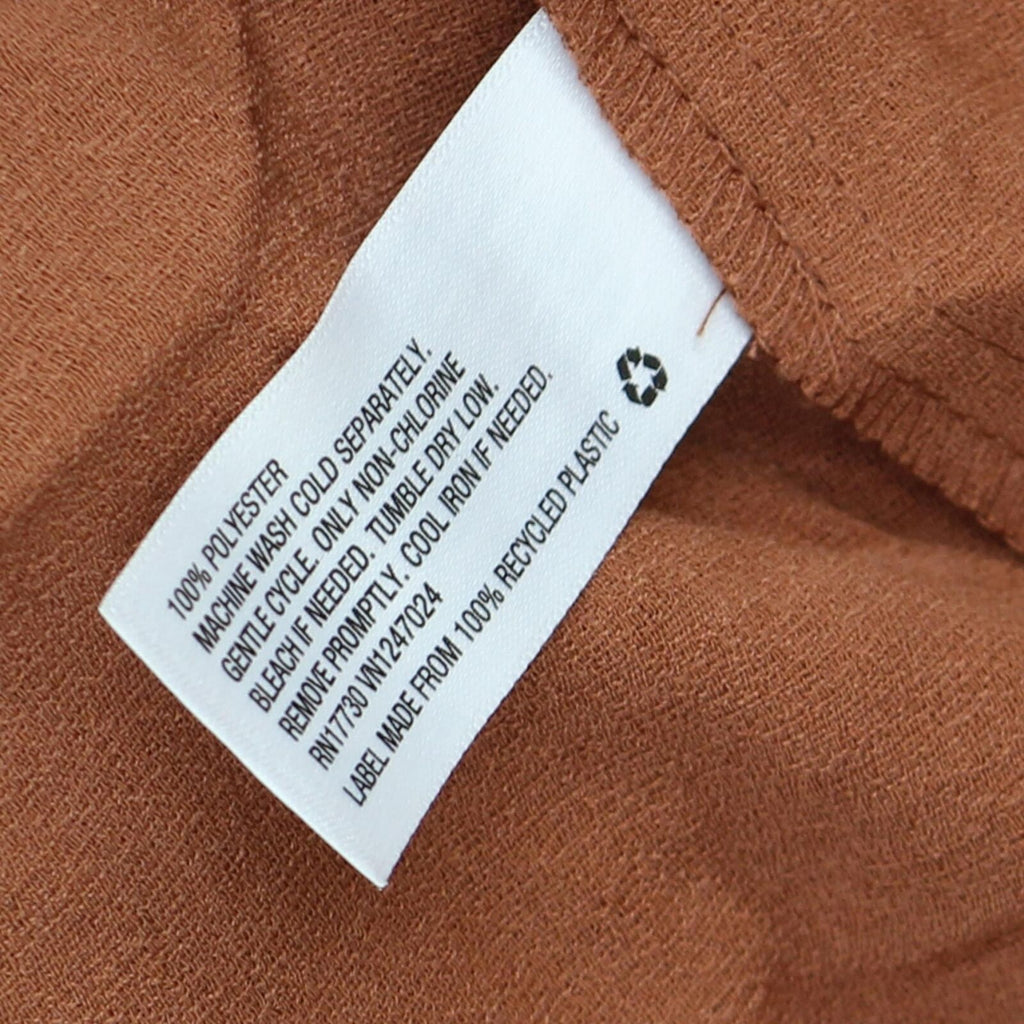 100% POLYESTER
MACHINE WASH COLD SEPARATELY.
GENTLE CYCLE. ONLY NON-CHLORINE
BLEACH IF NEEDED. TUMBLE DRY LOW.
REMOVE PROMPTLY. COOL IRON IF NEEDED.
RN17730 VN1247024
LABEL MADE FROM 100% RECYCLED PLASTIC